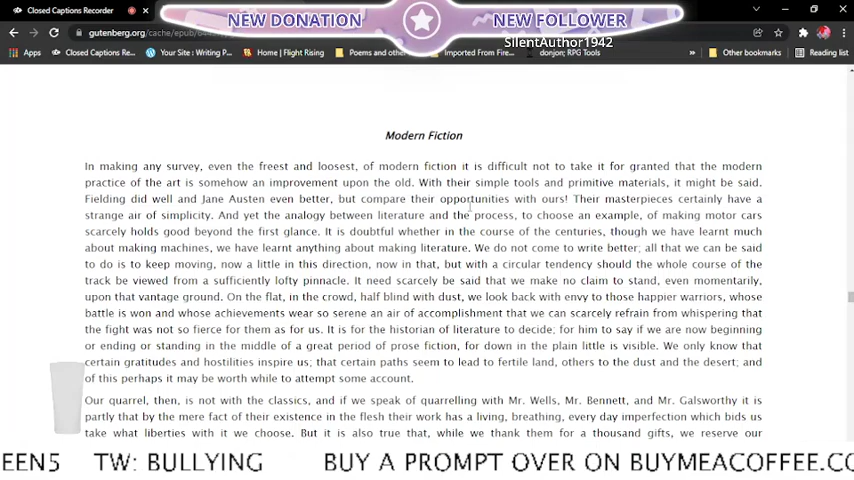 Closed Captions Recorder
NEW DONATION
NEW FOLLOWER
SilentAuthor1942
gutenberg.org/cache/epub/
Apps
Closed Captions Rec...
Your Site : Writing P...
Home | Flight Rising
Poems and othe
Imported From Firef
donjon; RPG Tools
»
Other bookmarks
Reading list
Modern Fiction
In making any survey, even the freest and loosest, of modern fiction it is difficult not to take it for granted that the modern
practice of the art is somehow an improvement upon the old. With their simple tools and primitive materials, it might be said.
Fielding did well and Jane Austen even better, but compare their opportunities with ours! Their masterpieces certainly have a
strange air of simplicity. And yet the analogy between literature and the process, to choose an example, of making motor cars
scarcely holds good beyond the first glance. It is doubtful whether in the course of the centuries, though we have learnt much
about making machines, we have learnt anything about making literature. We do not come to write better; all that we can be said
to do is to keep moving, now a little in this direction, now in that, but with a circular tendency should the whole course of the
track be viewed from a sufficiently lofty pinnacle. It need scarcely be said that we make no claim to stand, even momentarily,
upon that vantage ground. On the flat, in the crowd, half blind with dust, we look back with envy to those happier warriors, whose
battle is won and whose achievements wear so serene an air of accomplishment that we can scarcely refrain from whispering that
the fight was not so fierce for them as for us. It is for the historian of literature to decide; for him to say if we are now beginning
or ending or standing in the middle of a great period of prose fiction, for down in the plain little is visible. We only know that
certain gratitudes and hostilities inspire us; that certain paths seem to lead to fertile land, others to the dust and the desert; and
of this perhaps it may be worth while to attempt some account.
Our quarrel, then, is not with the classics, and if we speak of quarrelling with Mr. Wells, Mr. Bennett, and Mr. Galsworthy it is
partly that by the mere fact of their existence in the flesh their work has a living, breathing, every day imperfection which bids us
take what liberties with it we choose. But it is also true that, while we thank them for a thousand gifts, we reserve our
EEN5 TW: BULLYING BUY A PROMPT OVER ON BUYMEACOFFEE.CO